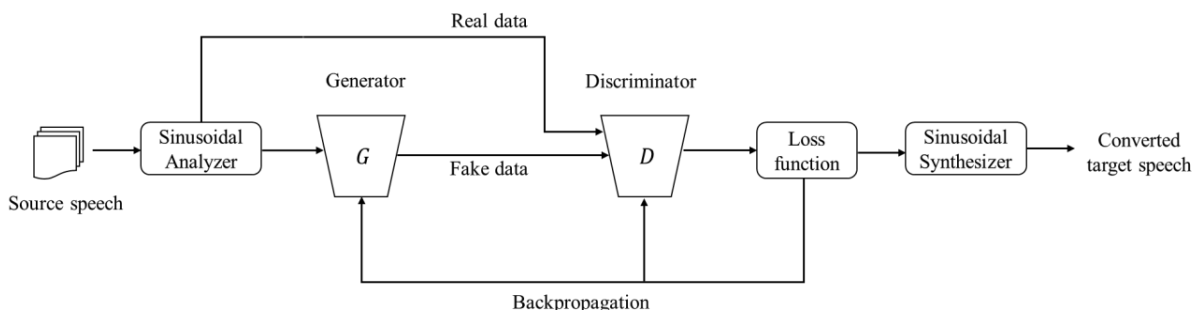 Real data
Generator
Discriminator
Sinusoidal
Analyzer
G
Fake data
D
Loss
function
Sinusoidal
Synthesizer
Converted
target speech
Source speech
Backpropagation